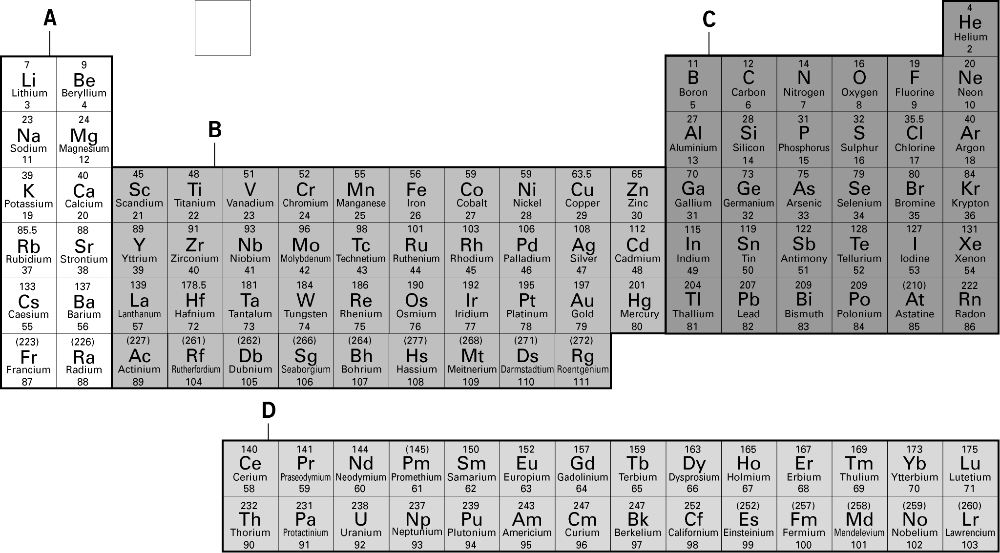 A
C
4
He
Helium
2
7 9
Li Be
Lithium Beryllium
3 4
11 12 14 16 19 20
B C N O F Ne
Boron Carbon Nitrogen Oxygen Fluorine Neon
5 6 7 8 9 10
23 24
Na Mg
Sodium Magnesium
11 12
B
27 28 31 32 35.5 40
Al Si P S Cl Ar
Aluminium Silicon Phosphorus Sulphur Chlorine Argon
13 14 15 16 17 18
39 40 45 48 51 52 55 56 59 59 63.5 65 70 73 75 79 80 84
K Ca Sc Ti V Cr Mn Fe Co Ni Cu Zn Ga Ge As Se Br Kr
Potassium Calcium Scandium Titanium Vanadium Chromium Manganese Iron Cobalt Nickel Copper Zinc Gallium Germanium Arsenic Selenium Bromine Krypton
19 20 21 22 23 24 25 26 27 28 29 30 31 32 33 34 35 36
85.5 88 89 91 93 96 98 101 103 106 108 112 115 119 122 128 127 131
Rb Sr Y Zr Nb Mo Tc Ru Rh Pd Ag Cd In Sn Sb Te I Xe
Rubidium Strontium Yttrium Zirconium Niobium Molybdenum Technetium Ruthenium Rhodium Palladium Silver Cadmium Indium Tin Antimony Tellurium Iodine Xenon
37 38 39 40 41 42 43 44 45 46 47 48 49 50 51 52 53 54
133 137 139 178.5 181 184 186 190 192 195 197 201 204 207 209 209 (210) 222
Cs Ba La Hf Ta W Re Os Ir Pt Au Hg Tl Pb Bi Po At Rn
Caesium Barium Lanthanum Hafnium Tantalum Tungsten Rhenium Osmium Iridium Platinum Gold Mercury Thallium Lead Bismuth Polonium Astatine Radon
55 56 57 72 73 74 75 76 77 78 79 80 81 82 83 84 85 86
(223) (226) (227) (261) (262) (266) (264) (277) (268) (271) (272)
Fr Ra Ac Rf Db Sg Bh Hs Mt Ds Rg
Francium Radium Actinium Rutherfordium Dubnium Seaborgium Bohrium Hassium Meitnerium Darmstadtium Roentgenium
87 88 89 104 105 106 107 108 109 110 111
D
140 141 144 (145) 150 152 157 159 163 165 167 169 173 175
Ce Pr Nd Pm Sm Eu Gd Tb Dy Ho Er Tm Yb Lu
Cerium Praseodymium Neodymium Promethium Samarium Europium Gadolinium Terbium Dysprosium Holmium Erbium Thulium Ytterbium Lutetium
58 59 60 61 62 63 64 65 66 67 68 69 70 71
232 231 238 237 239 243 247 247 252 (252) (257) (258) (259) (260)
Th Pa U Np Pu Am Cm Bk Cf Es Fm Md No Lr
Thorium Protactinium Uranium Neptunium Plutonium Americium Curium Berkelium Californium Einsteinium Fermium Mendelevium Nobelium Lawrencium
90 91 92 93 94 95 96 97 98 99 100 101 102 103